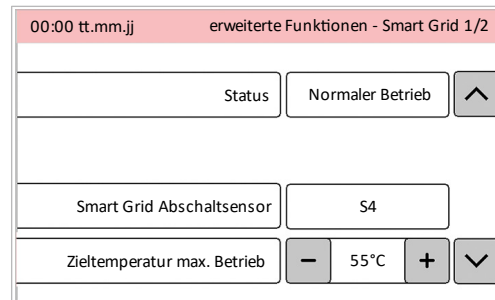 00:00 tt.mm.jj erweiterte Funktionen - Smart Grid 1/2
Status Normaler Betrieb
Smart Grid Abschaltsensor S4
Zieltemperatur max. Betrieb − 55°C +